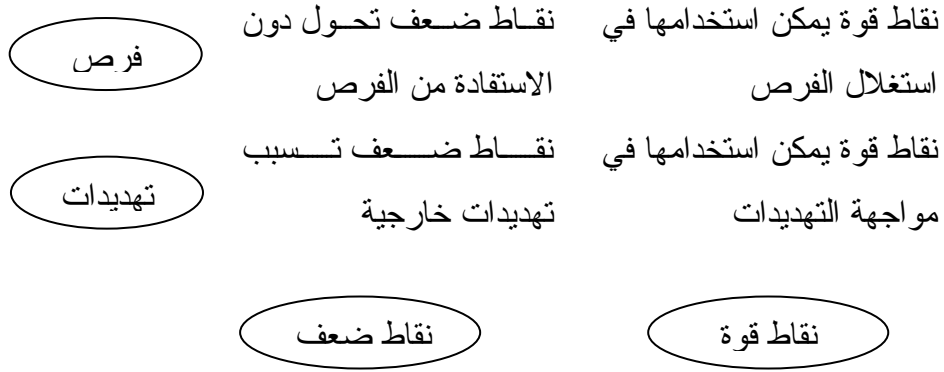 نقاط قوة يمكن استخدامها في
استغلال الفرص
نقاط ضعف تحول دون
الاستفادة من الفرص
فرص
نقاط قوة يمكن استخدامها في
مواجهة التهديدات
نقاط ضعف تسبب
تهديدات خارجية
تهديدات
نقاط قوة
نقاط ضعف